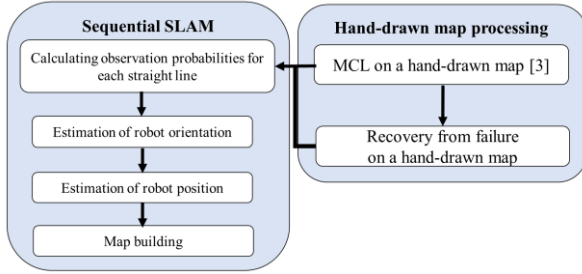 Sequential SLAM
Calculating observation probabilities for
each straight line
Estimation of robot orientation
Estimation of robot position
Map building
Hand-drawn map processing
MCL on a hand-drawn map [3]
Recovery from failure
on a hand-drawn map